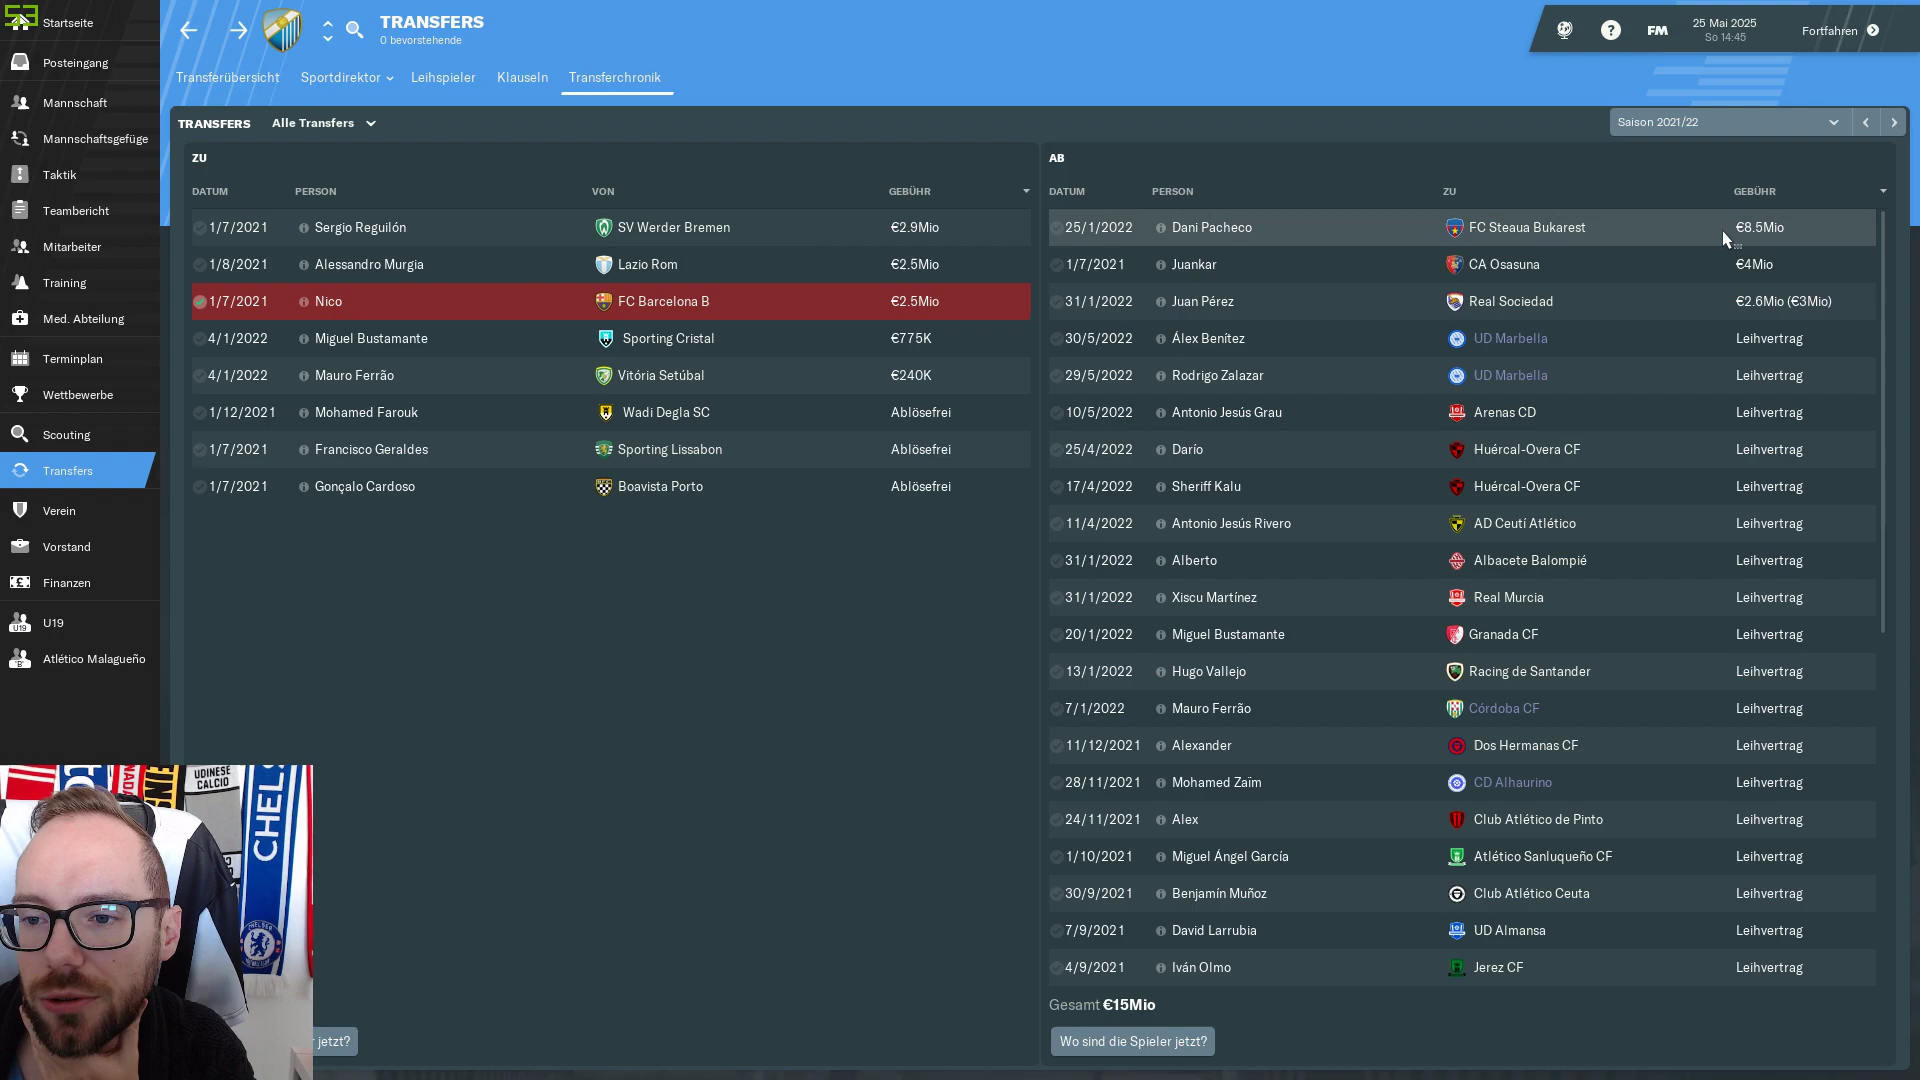 Startseite
Posteingang
Mannschaft
Mannschaftsgefüge
Taktik
Teambericht
Mitarbeiter
Training
Med. Abteilung
Terminplan
Wettbewerbe
Scouting
Transfers
Verein
Vorstand
Finanzen
U19
U19
Atlético Malagueño
TRANSFERS
0 bevorstehende
FM
25 Mai 2025
So 14:45
Fortfahren
Transferübersicht
Sportdirektor
Leihspieler
Klauseln
Transferchronik
TRANSFERS Alle Transfers
Saison 2021/22
ZU
DATUM PERSON VON GEBÜHR
1/7/2021 Sergio Reguilón SV Werder Bremen €2.9Mio
1/8/2021 Alessandro Murgia Lazio Rom €2.5Mio
1/7/2021 Nico FC Barcelona B €2.5Mio
4/1/2022 Miguel Bustamante Sporting Cristal €775K
4/1/2022 Mauro Ferrão Vitória Setúbal €240K
1/12/2021 Mohamed Farouk Wadi Degla SC Ablösefrei
1/7/2021 Francisco Geraldes Sporting Lissabon Ablösefrei
1/7/2021 Gonçalo Cardoso Boavista Porto Ablösefrei
r jetzt?
AB
DATUM PERSON ZU GEBÜHR
25/1/2022 Dani Pacheco FC Steaua Bukarest €8.5Mio
1/7/2021 Juankar CA Osasuna €4Mio
31/1/2022 Juan Pérez Real Sociedad €2.6Mio (€3Mio)
30/5/2022 Álex Benítez UD Marbella Leihvertrag
29/5/2022 Rodrigo Zalazar UD Marbella Leihvertrag
10/5/2022 Antonio Jesús Grau Arenas CD Leihvertrag
25/4/2022 Darío Huércal-Overa CF Leihvertrag
17/4/2022 Sheriff Kalu Huércal-Overa CF Leihvertrag
11/4/2022 Antonio Jesús Rivero AD Ceutí Atlético Leihvertrag
31/1/2022 Alberto Albacete Balompié Leihvertrag
31/1/2022 Xiscu Martínez Real Murcia Leihvertrag
20/1/2022 Miguel Bustamante Granada CF Leihvertrag
13/1/2022 Hugo Vallejo Racing de Santander Leihvertrag
7/1/2022 Mauro Ferrão Córdoba CF Leihvertrag
11/12/2021 Alexander Dos Hermanas CF Leihvertrag
28/11/2021 Mohamed Zaïm CD Alhaurino Leihvertrag
24/11/2021 Alex Club Atlético de Pinto Leihvertrag
1/10/2021 Miguel Ángel García Atlético Sanluqueño CF Leihvertrag
30/9/2021 Benjamín Muñoz Club Atlético Ceuta Leihvertrag
7/9/2021 David Larrubia UD Almansa Leihvertrag
4/9/2021 Iván Olmo Jerez CF Leihvertrag
Gesamt €15Mio
Wo sind die Spieler jetzt?
UDINESE
CALCIO
CHELS